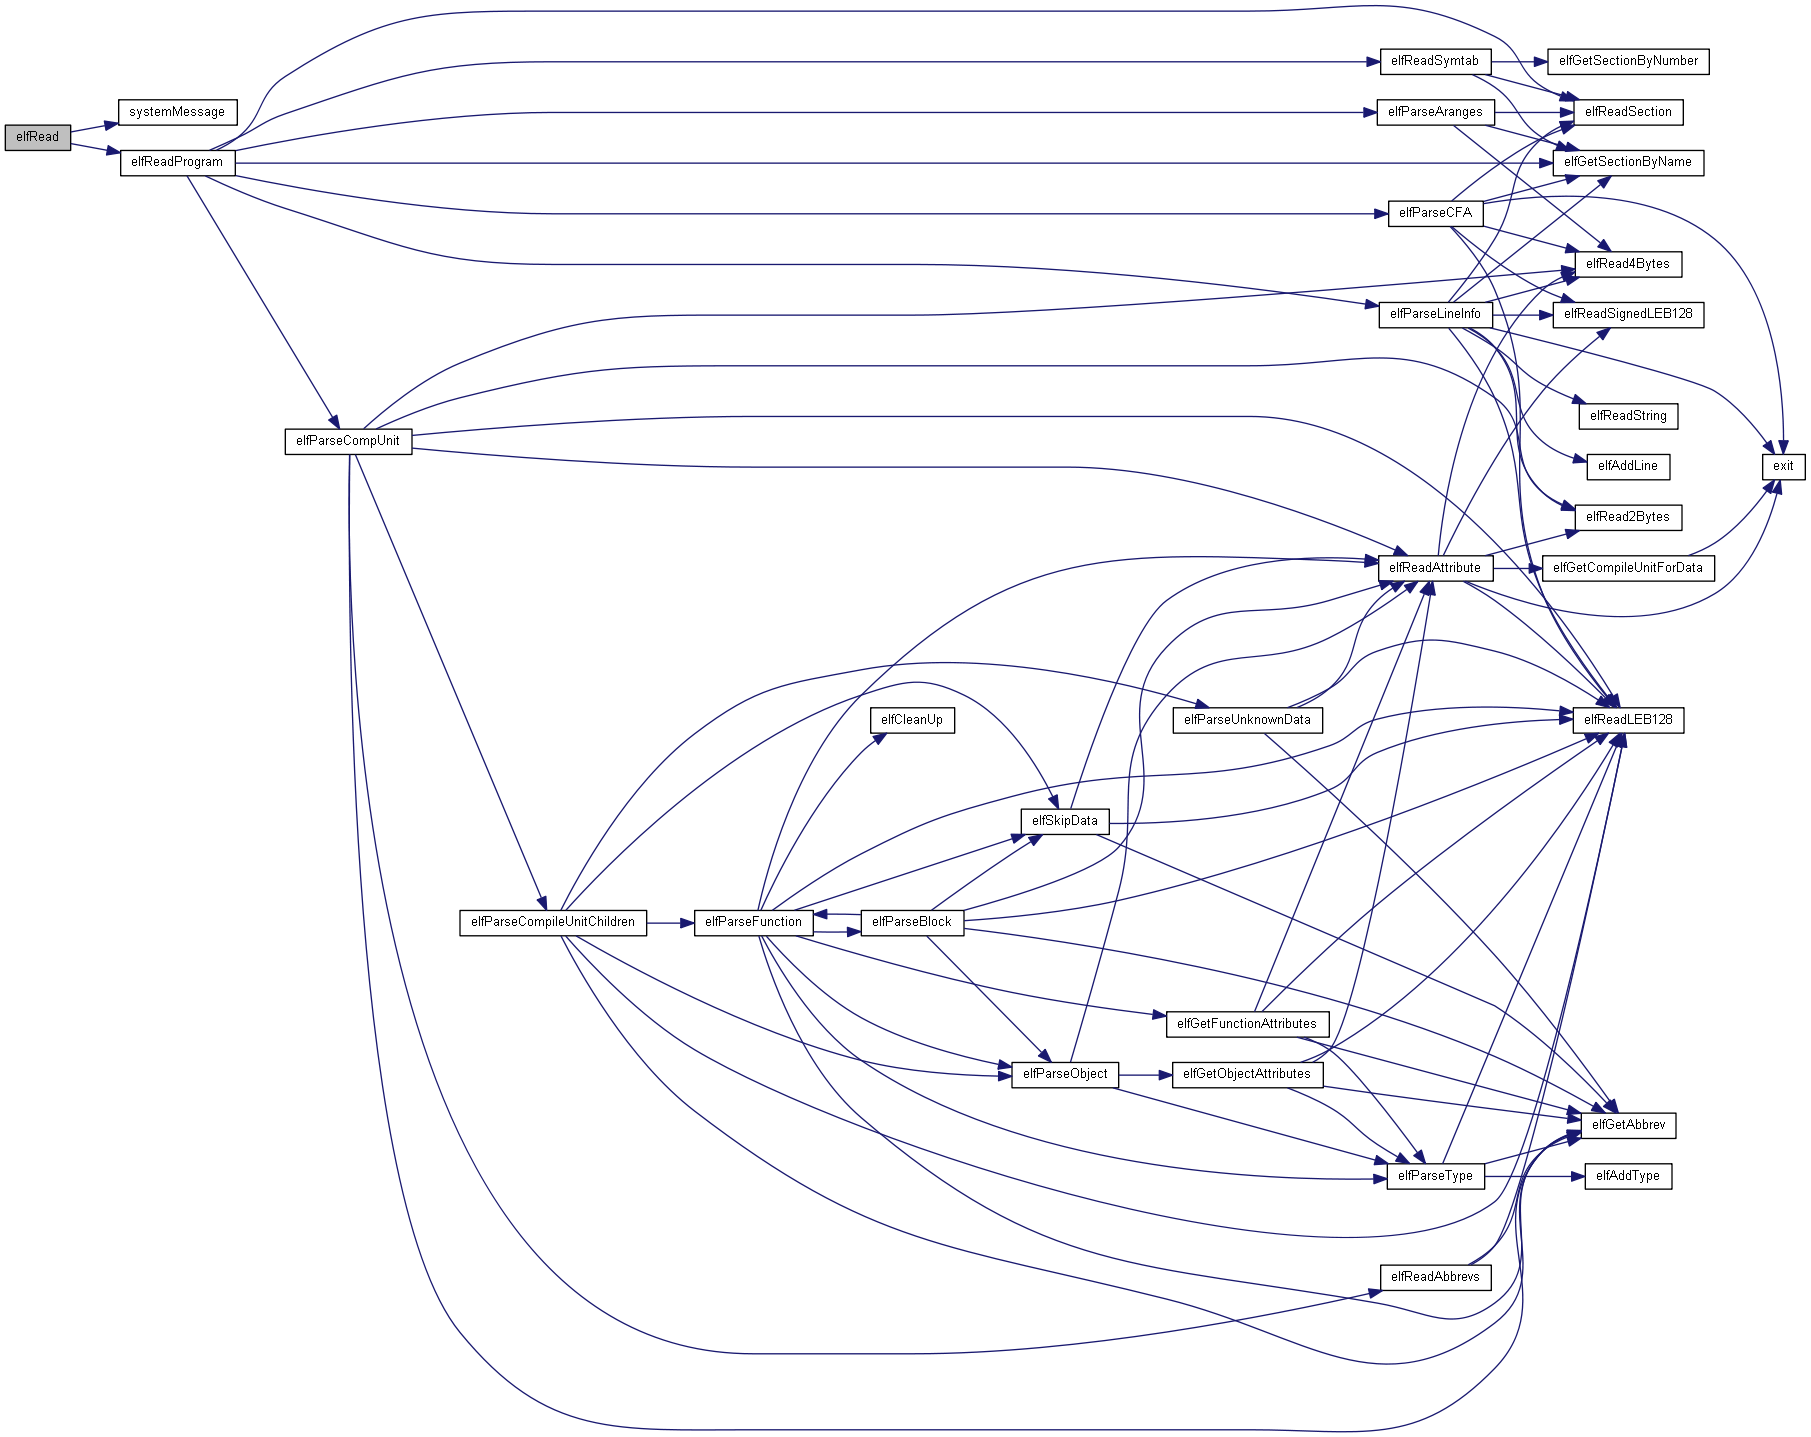 elfRead
systemMessage
elfReadProgram
elfParseCompUnit
elfParseCompileUnitChildren
elfParseFunction
elfCleanUp
elfParseBlock
elfSkipData
elfParseObject
elfParseUnknownData
elfGetFunctionAttributes
elfGetObjectAttributes
elfReadSymtab
elfParseAranges
elfParseCFA
elfParseLineInfo
elfReadAttribute
elfParseType
elfReadAbbrevs
elfGetSectionByNumber
elfReadSection
elfGetSectionByName
elfRead4Bytes
elfReadSignedLEB128
elfReadString
elfAddLine
elfRead2Bytes
elfGetCompileUnitForData
elfReadLEB128
elfGetAbbrev
elfAddType
exit